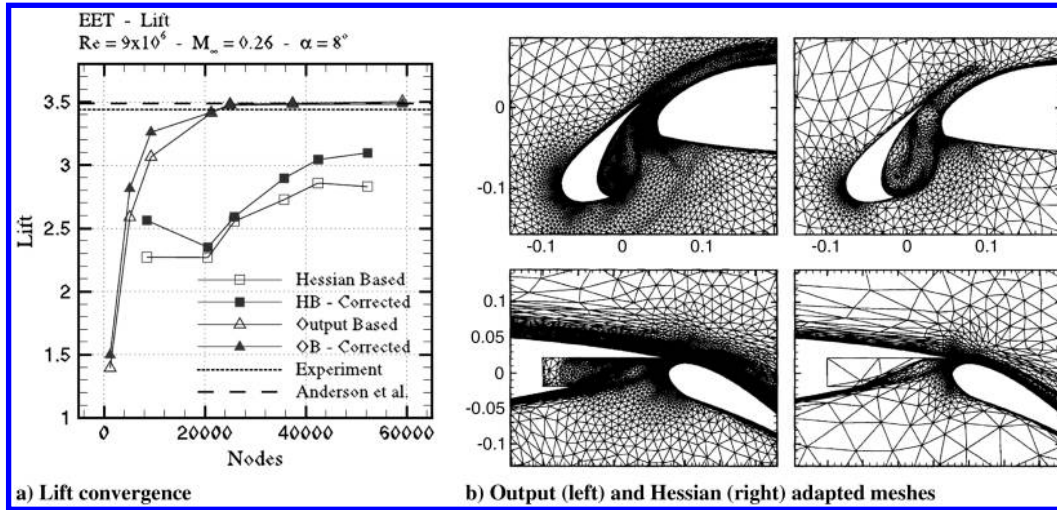 EET - Lift
Re = 9x10⁶ - M∞ = 0.26 - α = 8°
3.5
3
2.5
2
1.5
1
Lift
0
20000
40000
60000
Nodes
Hessian Based
HB - Corrected
Output Based
OB - Corrected
Experiment
Anderson et al.
a) Lift convergence
0
-0.1
-0.1
0
0.1
-0.1
0
0.1
0.1
0.05
0
-0.05
-0.1
b) Output (left) and Hessian (right) adapted meshes